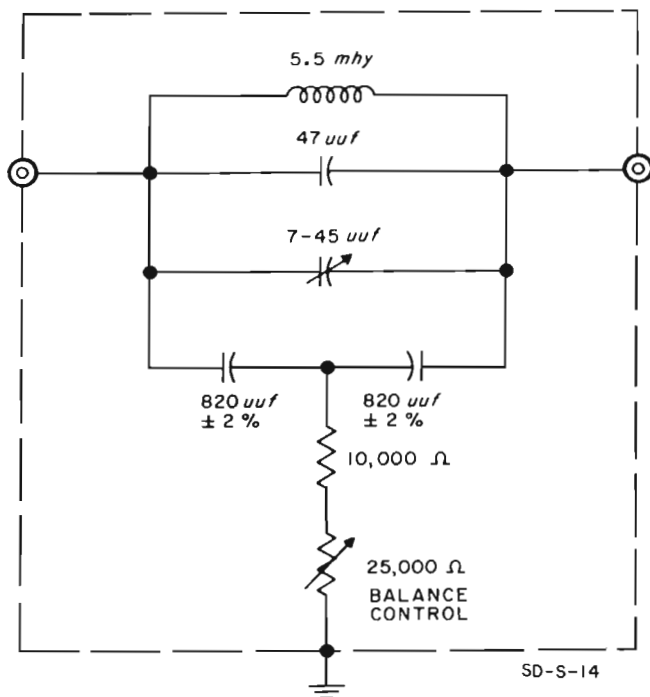 5.5 mhy
47 uuf
7-45 uuf
820 uuf
± 2 %
820 uuf
± 2 %
10,000 Ω
25,000 Ω
BALANCE
CONTROL
SD-S-14